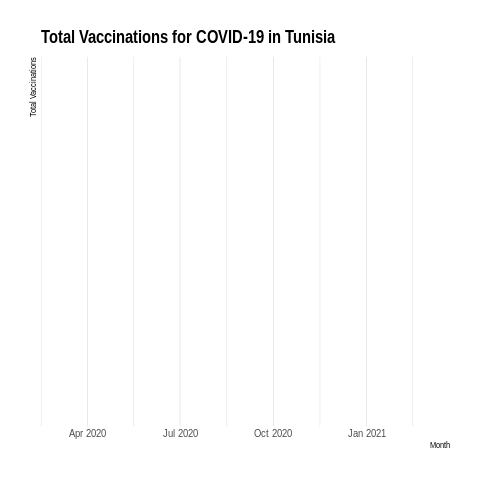 Total Vaccinations for COVID-19 in Tunisia
Total Vaccinations
Apr 2020
Jul 2020
Oct 2020
Jan 2021
Month